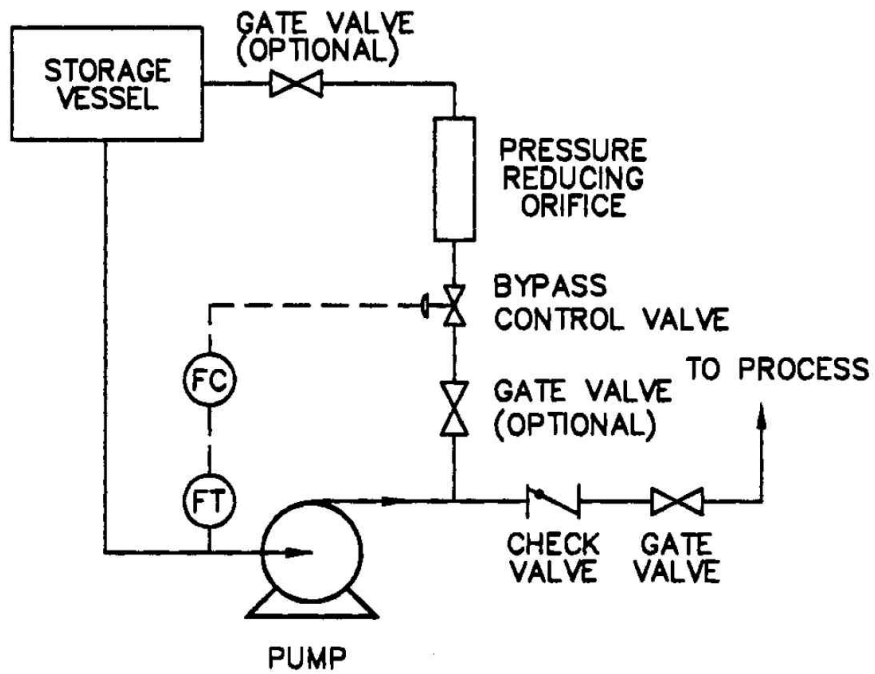 GATE VALVE
(OPTIONAL)
STORAGE
VESSEL
PRESSURE
REDUCING
ORIFICE
BYPASS
CONTROL VALVE
TO PROCESS
FC
GATE VALVE
(OPTIONAL)
FT
CHECK
VALVE
GATE
VALVE
PUMP